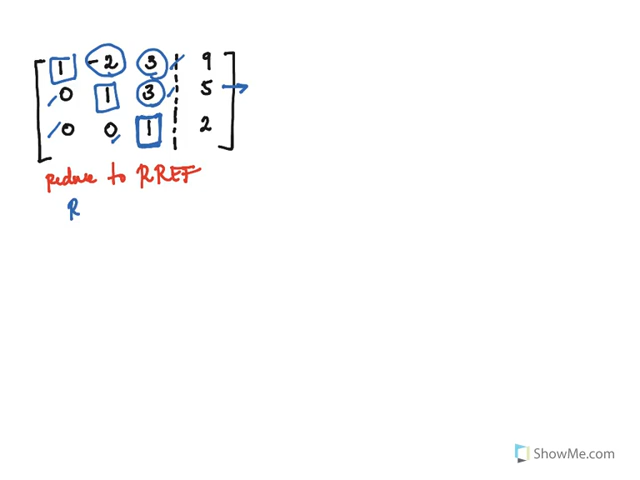 1 -2 3 9
0 1 3 5
0 0 1 2
reduce to RREF
R
ShowMe.com